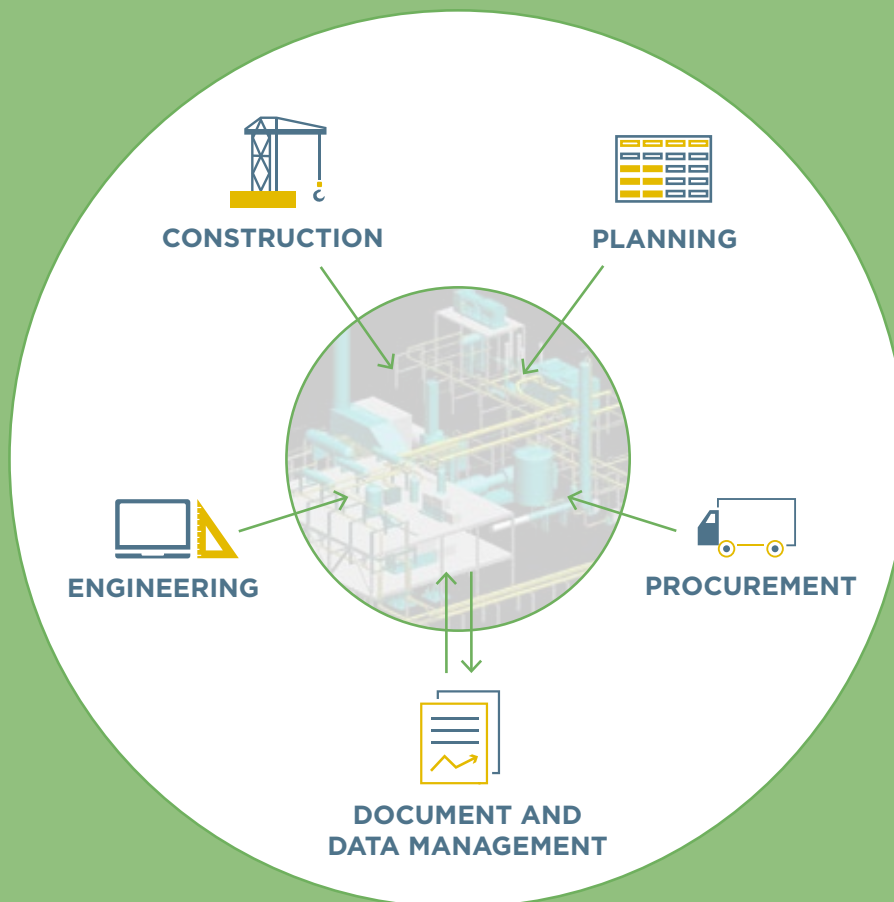 CONSTRUCTION
PLANNING
ENGINEERING
PROCUREMENT
DOCUMENT AND
DATA MANAGEMENT